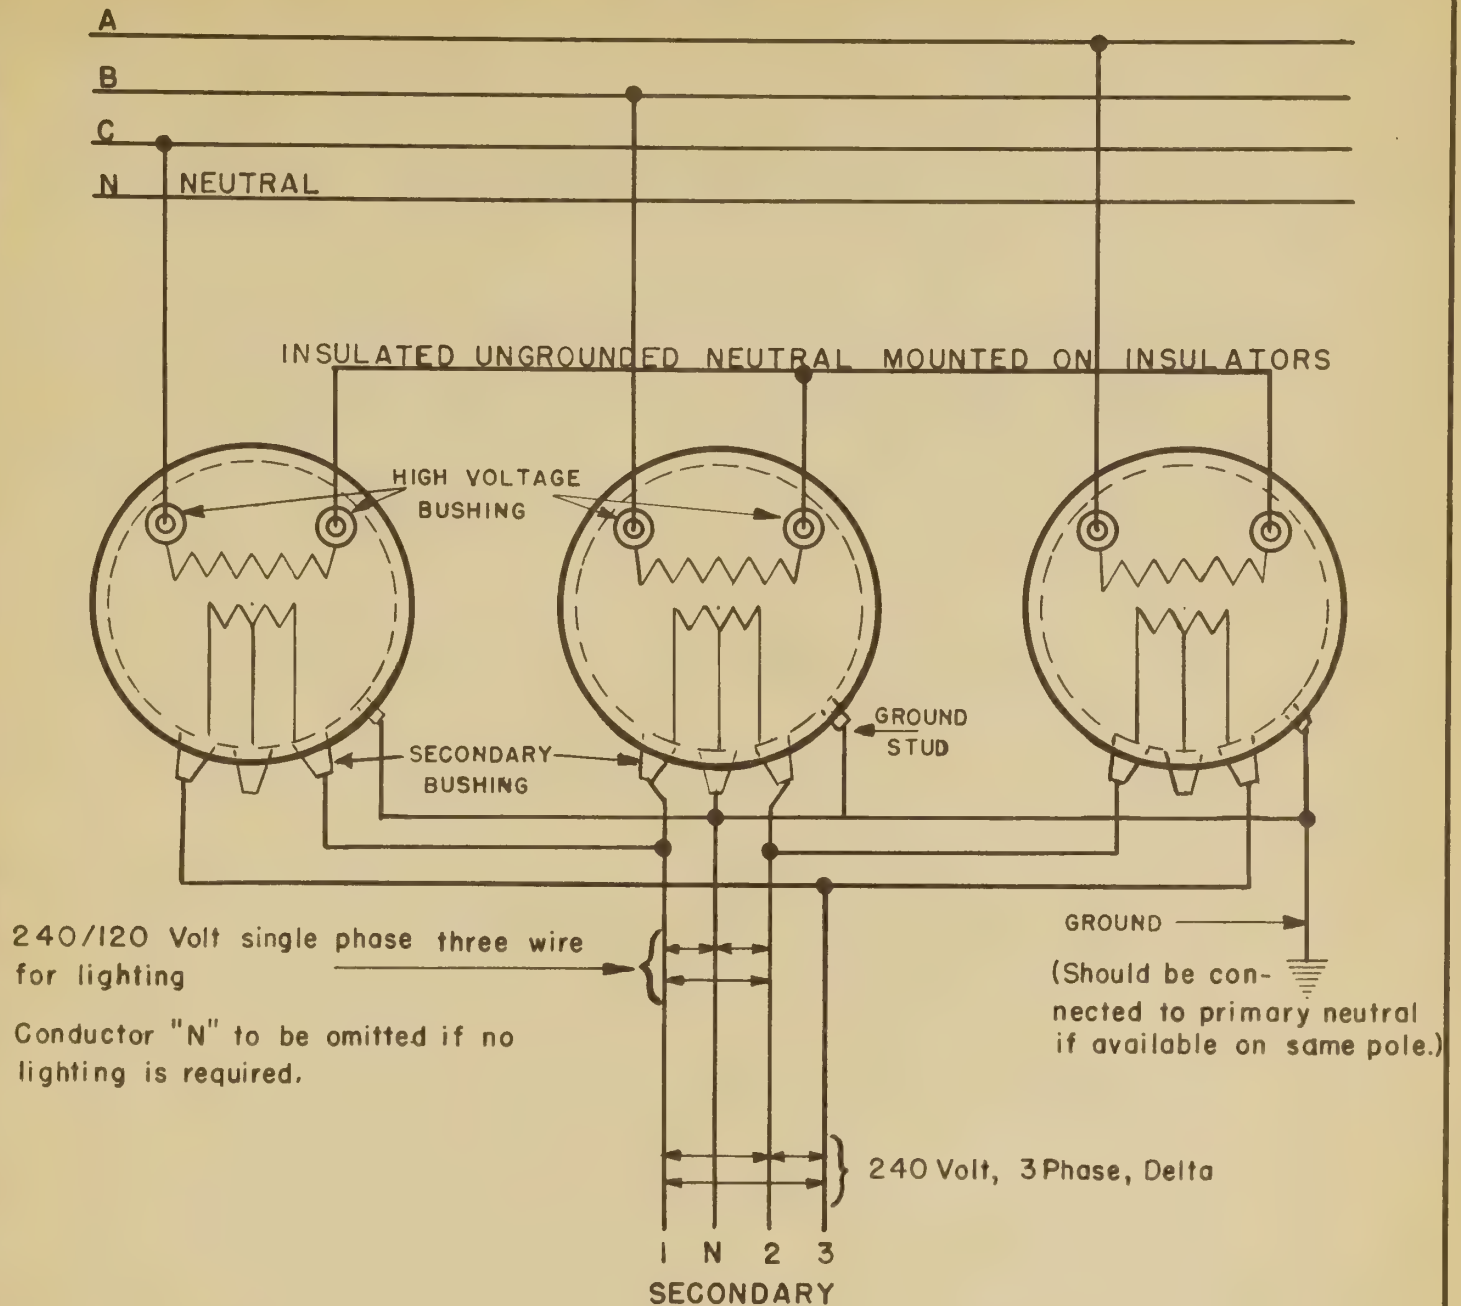 A
B
C
N NEUTRAL
INSULATED UNGROUNDED NEUTRAL MOUNTED ON INSULATORS
HIGH VOLTAGE
BUSHING
GROUND
STUD
SECONDARY
BUSHING
240/120 Volt single phase three wire
for lighting
Conductor "N" to be omitted if no
lighting is required.
GROUND
(Should be con-
nected to primary neutral
if available on same pole.)
240 Volt, 3 Phase, Delta
1 N 2 3
SECONDARY